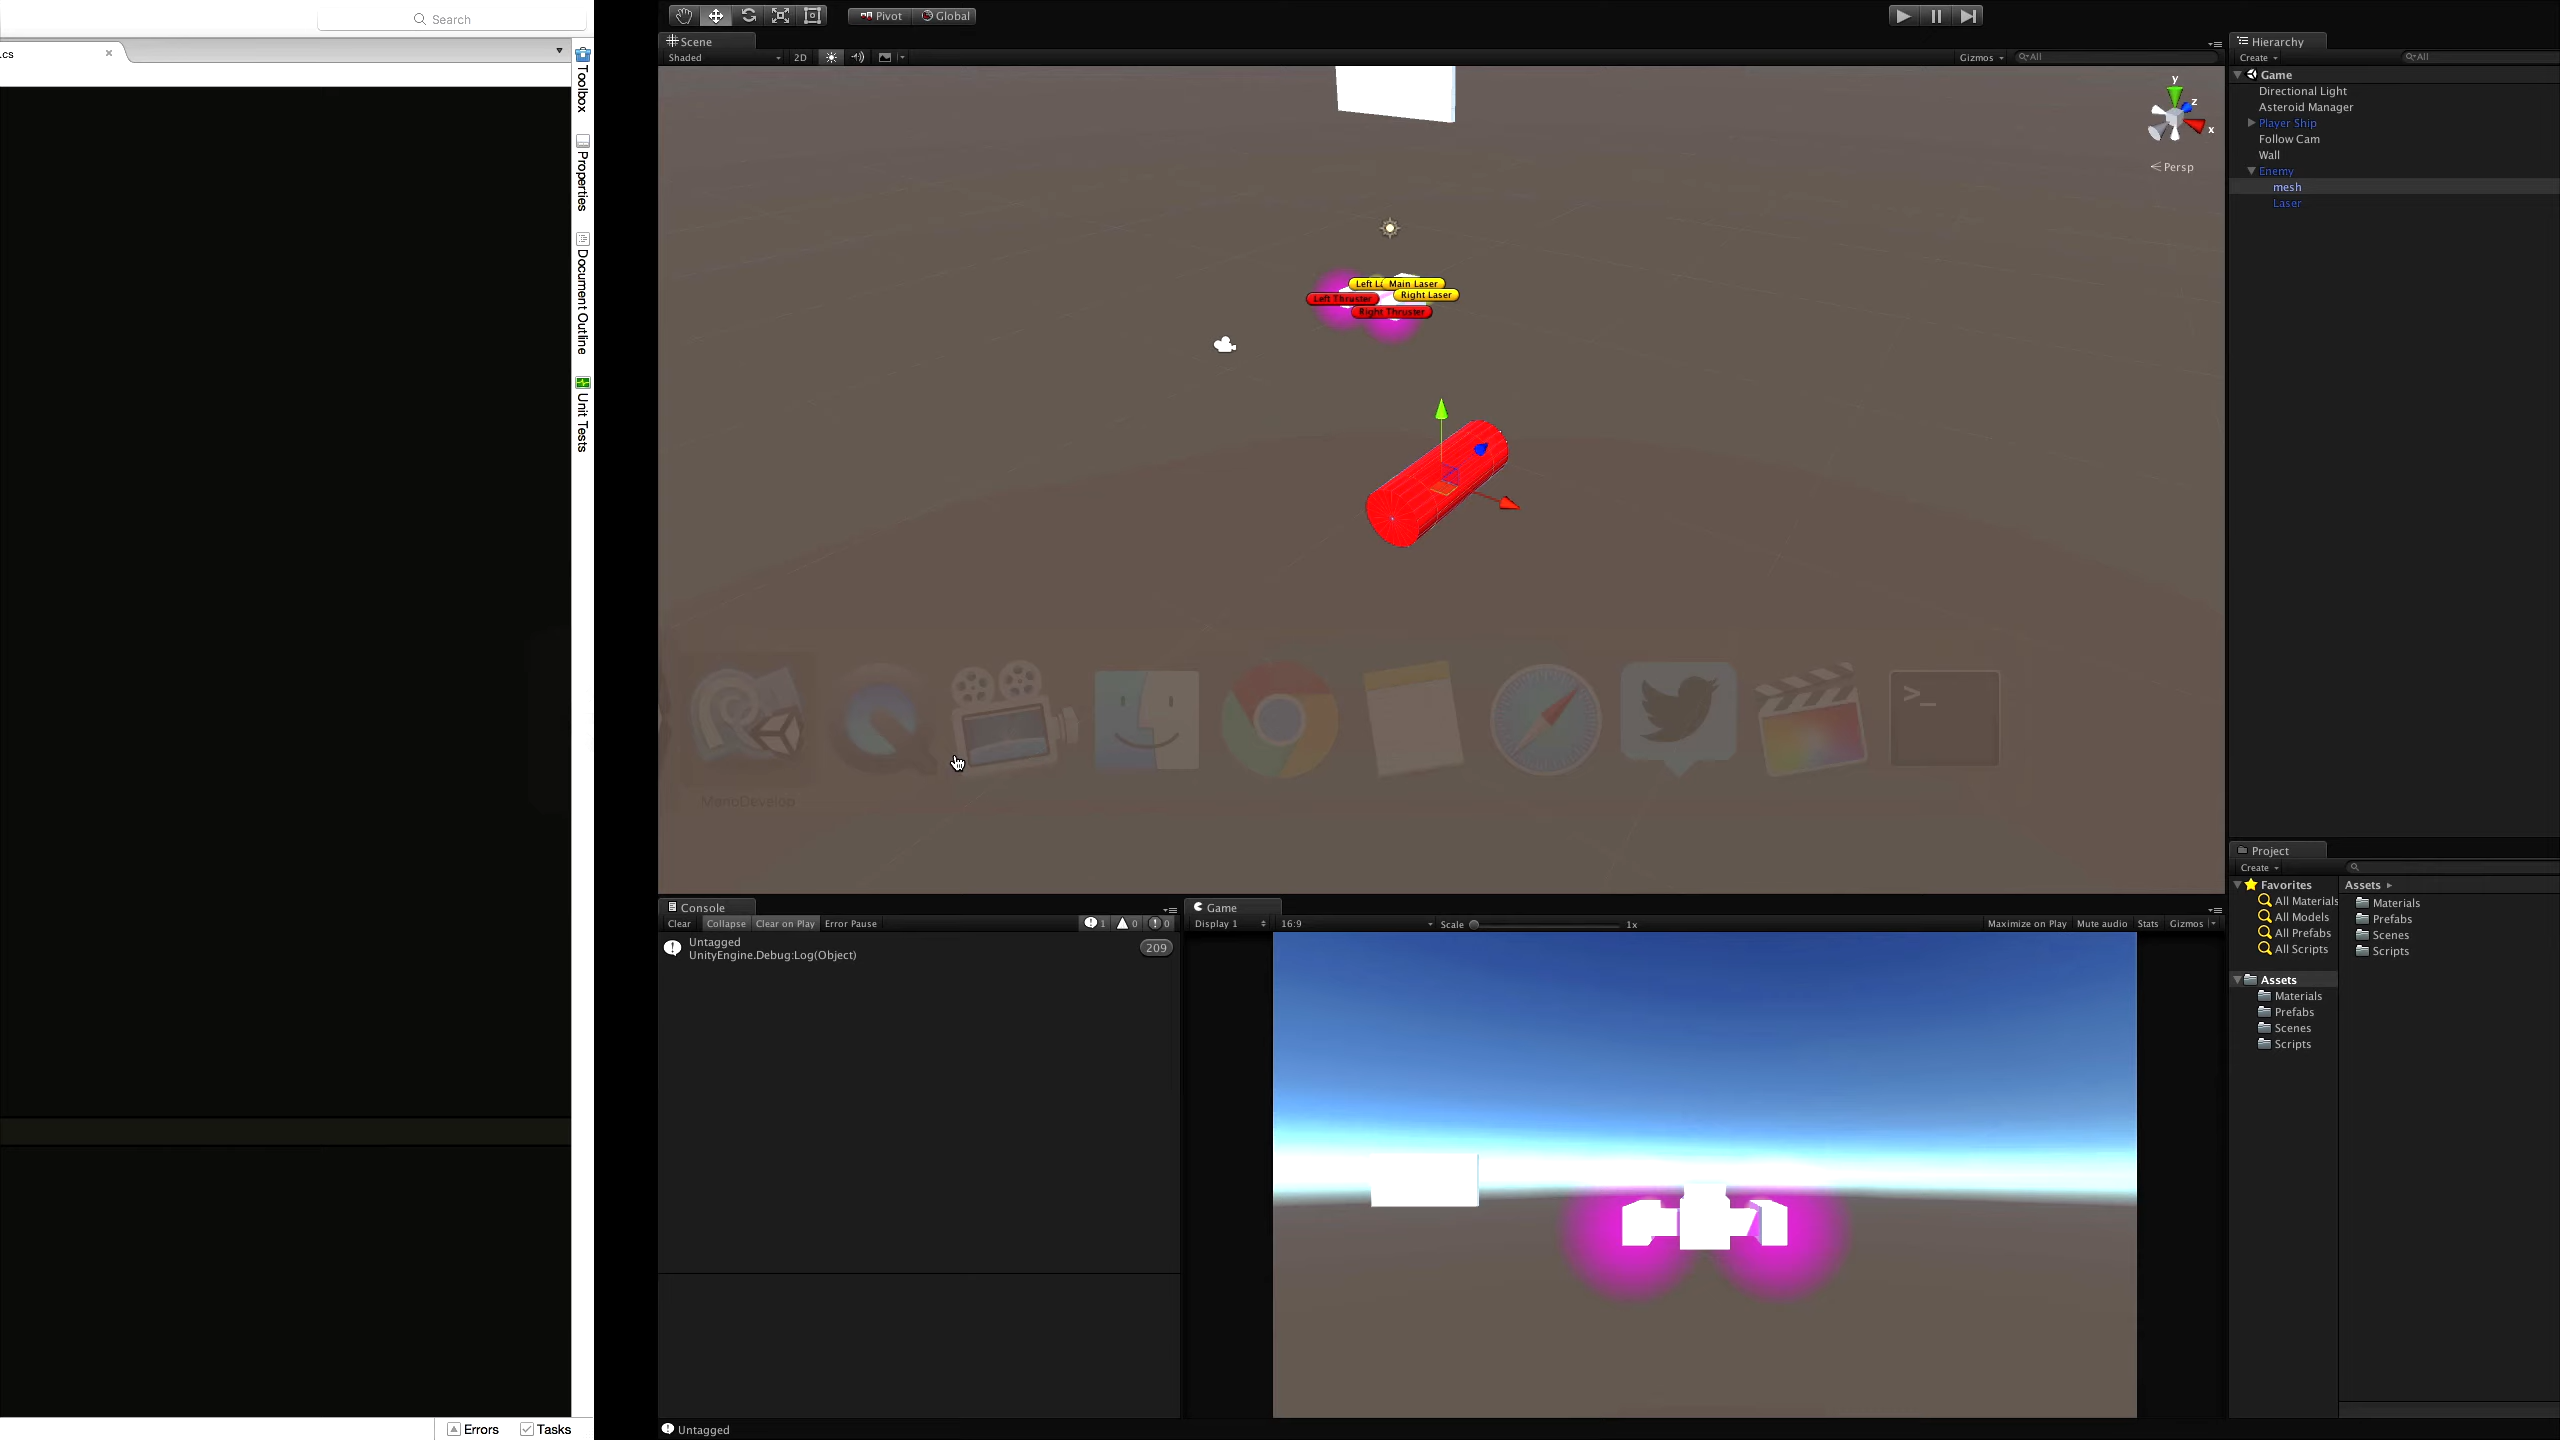 Search
.cs
Toolbox
Properties
Document Outline
Unit Tests
Errors
Tasks
Pivot
Global
Scene
Shaded
2D
Gizmos
All
y
z
x
Persp
Left L
Main Laser
Right Laser
Left Thruster
Right Thruster
MonoDevelop
Console
Clear
Collapse
Clear on Play
Error Pause
1
0
0
Untagged
UnityEngine.Debug:Log(Object)
209
Untagged
Game
Display 1
16:9
Scale
1x
Maximize on Play
Mute audio
Stats
Gizmos
Hierarchy
Create
All
Game
Directional Light
Asteroid Manager
Player Ship
Follow Cam
Wall
Enemy
mesh
Laser
Project
Create
Favorites
All Materials
All Models
All Prefabs
All Scripts
Assets
Materials
Prefabs
Scenes
Scripts
Assets
Materials
Prefabs
Scenes
Scripts